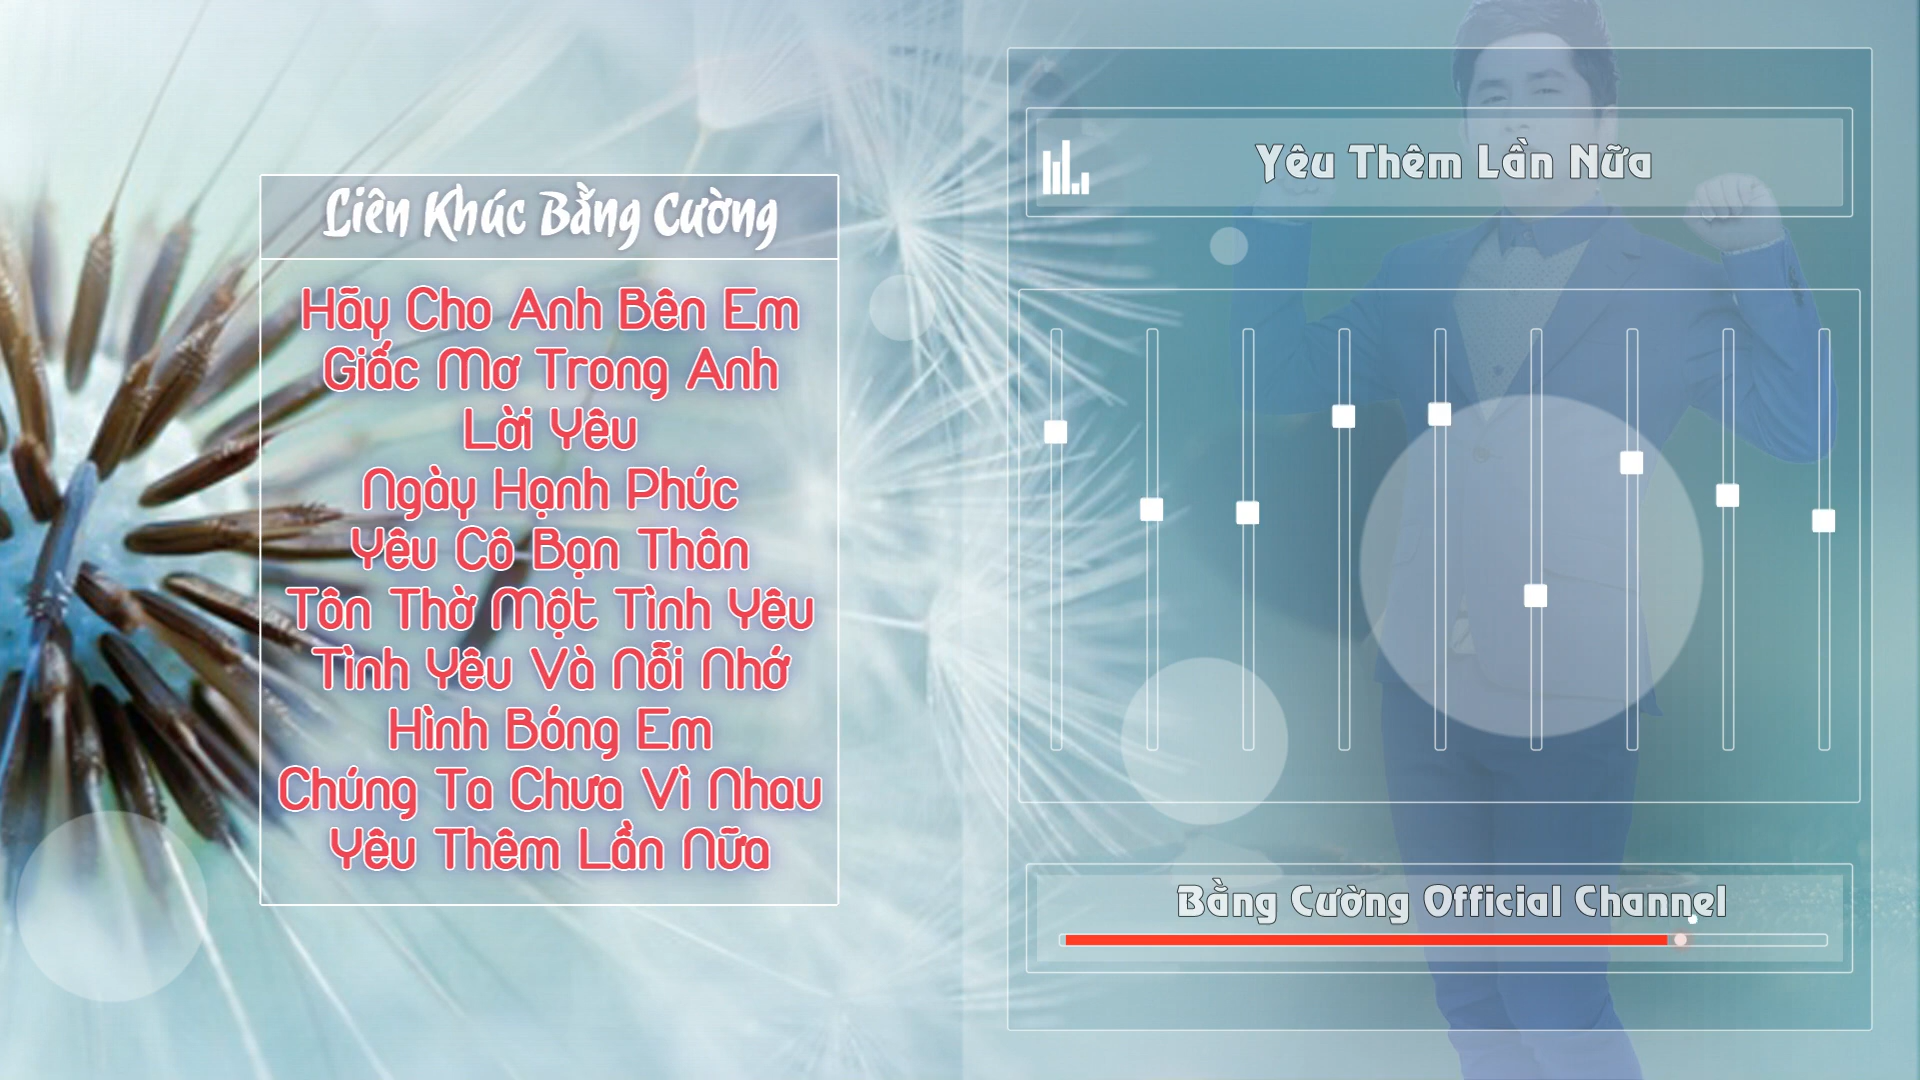 Liên Khúc Bằng Cường
Hãy Cho Anh Bên Em
Giấc Mơ Trong Anh
Lời Yêu
Ngày Hạnh Phúc
Yêu Cô Bạn Thân
Tôn Thờ Một Tình Yêu
Tình Yêu Và Nỗi Nhớ
Hình Bóng Em
Chúng Ta Chưa Vì Nhau
Yêu Thêm Lần Nữa
Yêu Thêm Lần Nữa
Bằng Cường Official Channel